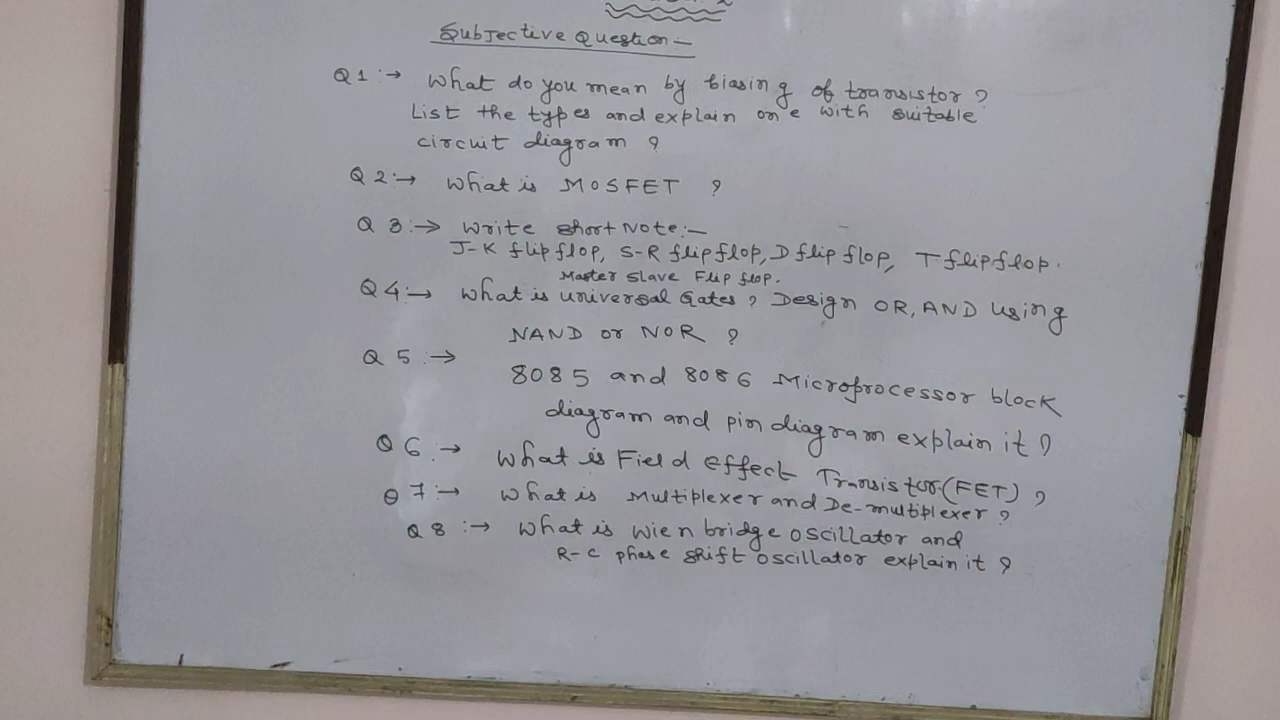 Subjective Question:-
Q1:→ What do you mean by biasing of transistor?
List the types and explain one with suitable
circuit diagram?
Q2:→ What is MOSFET?
Q3:→ Write short Note:-
J-K flip flop, S-R flip flop, D flip flop, T flip flop.
Master Slave Flip flop.
Q4:→ What is universal Gates? Design OR, AND using
NAND or NOR?
Q5:→ 8085 and 8086 Microprocessor block
diagram and pin diagram explain it?
Q6:→ What is Field Effect Transistor (FET)?
Q7:→ What is Multiplexer and De-multiplexer?
Q8:→ What is wien bridge oscillator and
R-C phase shift oscillator explain it?